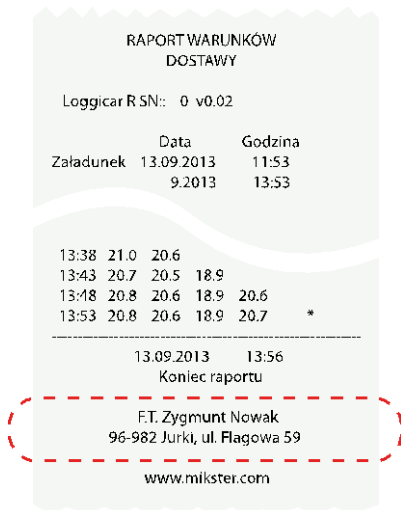 RAPORT WARUNKÓW
DOSTAWY
Loggicar R SN:: 0 v0.02
Data Godzina
Załadunek 13.09.2013 11:53
9.2013 13:53
13:38 21.0 20.6
13:43 20.7 20.5 18.9
13:48 20.8 20.6 18.9 20.6
13:53 20.8 20.6 18.9 20.7 *
13.09.2013 13:56
Koniec raportu
F.T. Zygmunt Nowak
96-982 Jurki, ul. Flagowa 59
www.mikster.com